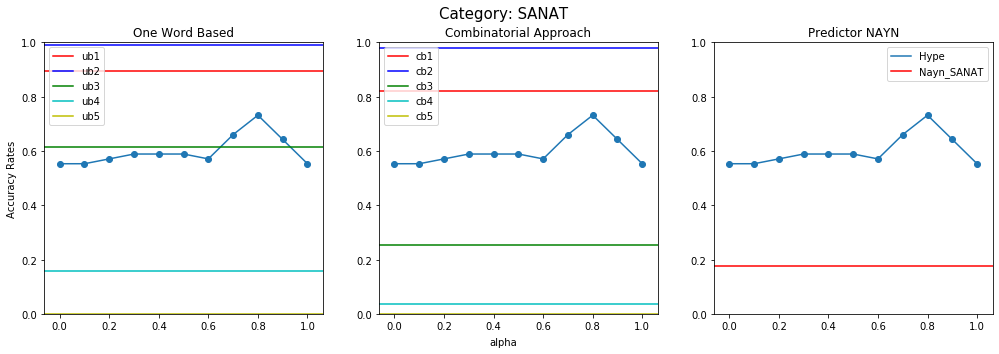 Category: SANAT
One Word Based
Combinatorial Approach
Predictor NAYN
Accuracy Rates
1.0
0.8
0.6
0.4
0.2
0.0
ub1
ub2
ub3
ub4
ub5
0.0 0.2 0.4 0.6 0.8 1.0
1.0
0.8
0.6
0.4
0.2
0.0
cb1
cb2
cb3
cb4
cb5
0.0 0.2 0.4 0.6 0.8 1.0
alpha
1.0
0.8
0.6
0.4
0.2
0.0
Hype
Nayn_SANAT
0.0 0.2 0.4 0.6 0.8 1.0